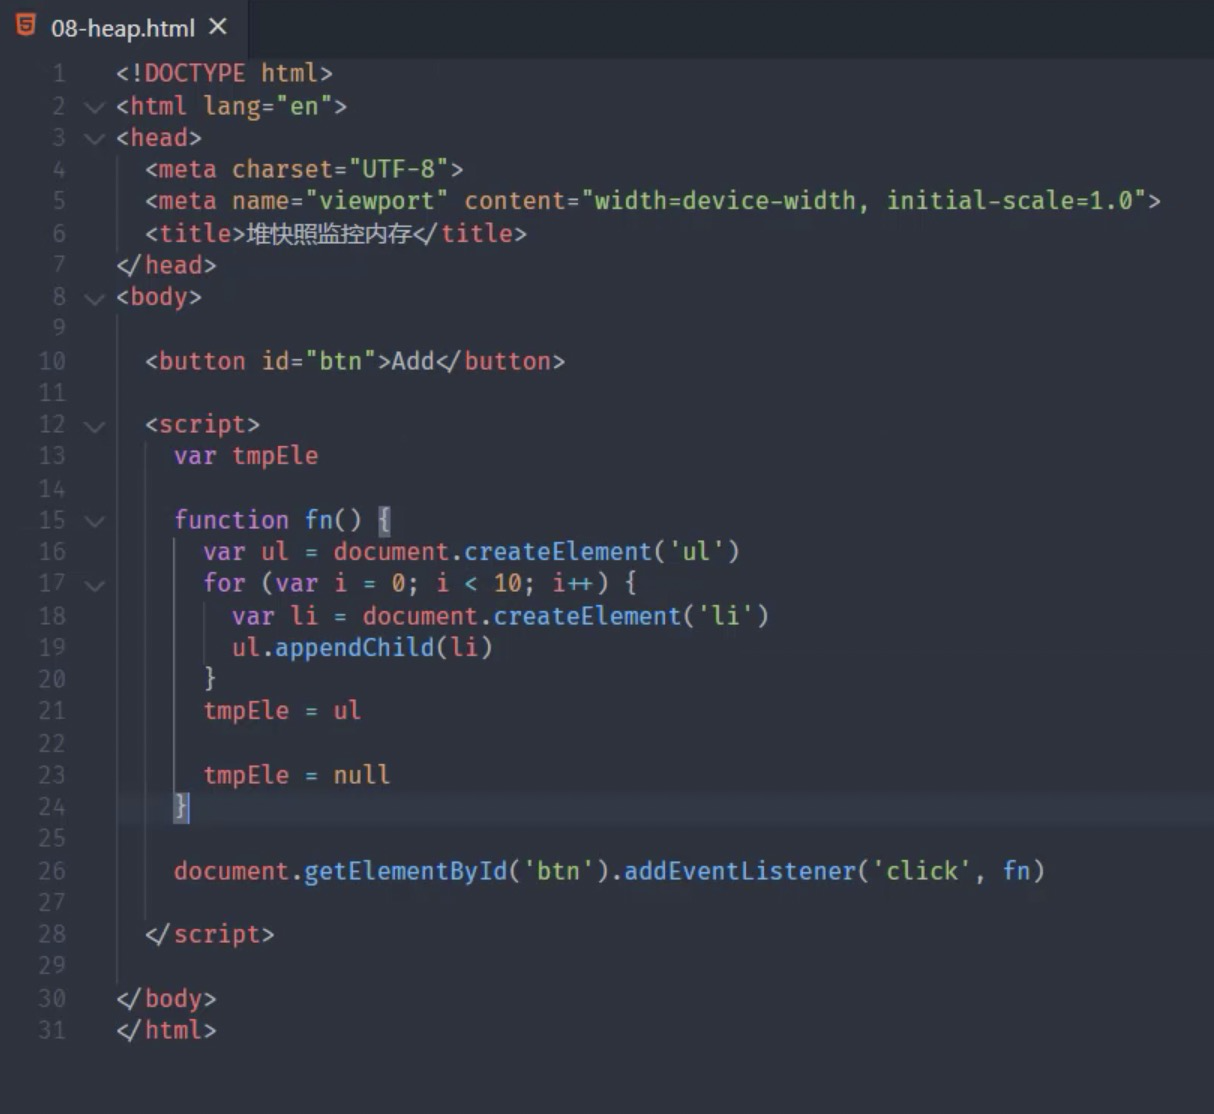 08-heap.html ×
1 <!DOCTYPE html>
2 <html lang="en">
3 <head>
4 <meta charset="UTF-8">
5 <meta name="viewport" content="width=device-width, initial-scale=1.0">
6 <title>堆快照监控内存</title>
7 </head>
8 <body>
9
10 <button id="btn">Add</button>
11
12 <script>
13 var tmpEle
14
15 function fn() {
16 var ul = document.createElement('ul')
17 for (var i = 0; i < 10; i++) {
18 var li = document.createElement('li')
19 ul.appendChild(li)
20 }
21 tmpEle = ul
22
23 tmpEle = null
24 }
25
26 document.getElementById('btn').addEventListener('click', fn)
27
28 </script>
29
30 </body>
31 </html>